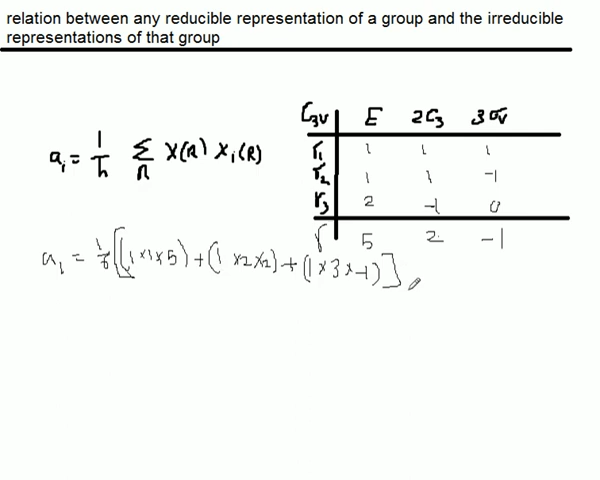 relation between any reducible representation of a group and the irreducible
representations of that group
C3v E 2C3 3σv
Γ1 1 1 1
Γ2 1 1 -1
Γ3 2 -1 0
Γ 5 2 -1
ai = 1/h Σ R χ(R) χi(R)
a1 = 1/6 [(1×1×5)+(1×2×2)+(1×3×-1)]